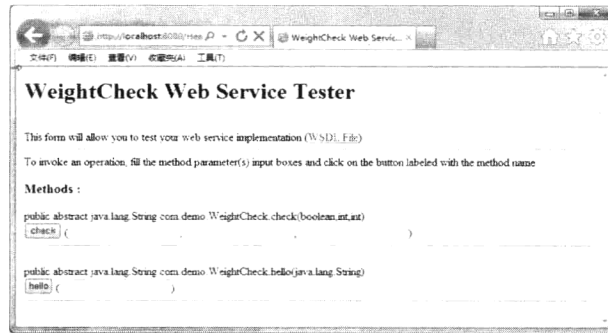 http://localhost:8080/Hea
WeightCheck Web Servic...
文件(F) 编辑(E) 查看(V) 收藏夹(A) 工具(T)
WeightCheck Web Service Tester
This form will allow you to test your web service implementation (WSDL File)
To invoke an operation, fill the method parameter(s) input boxes and click on the button labeled with the method name
Methods :
public abstract java.lang.String com.demo.WeightCheck.check(boolean,int,int)
check ( , , )
public abstract java.lang.String com.demo.WeightCheck.hello(java.lang.String)
hello ( )